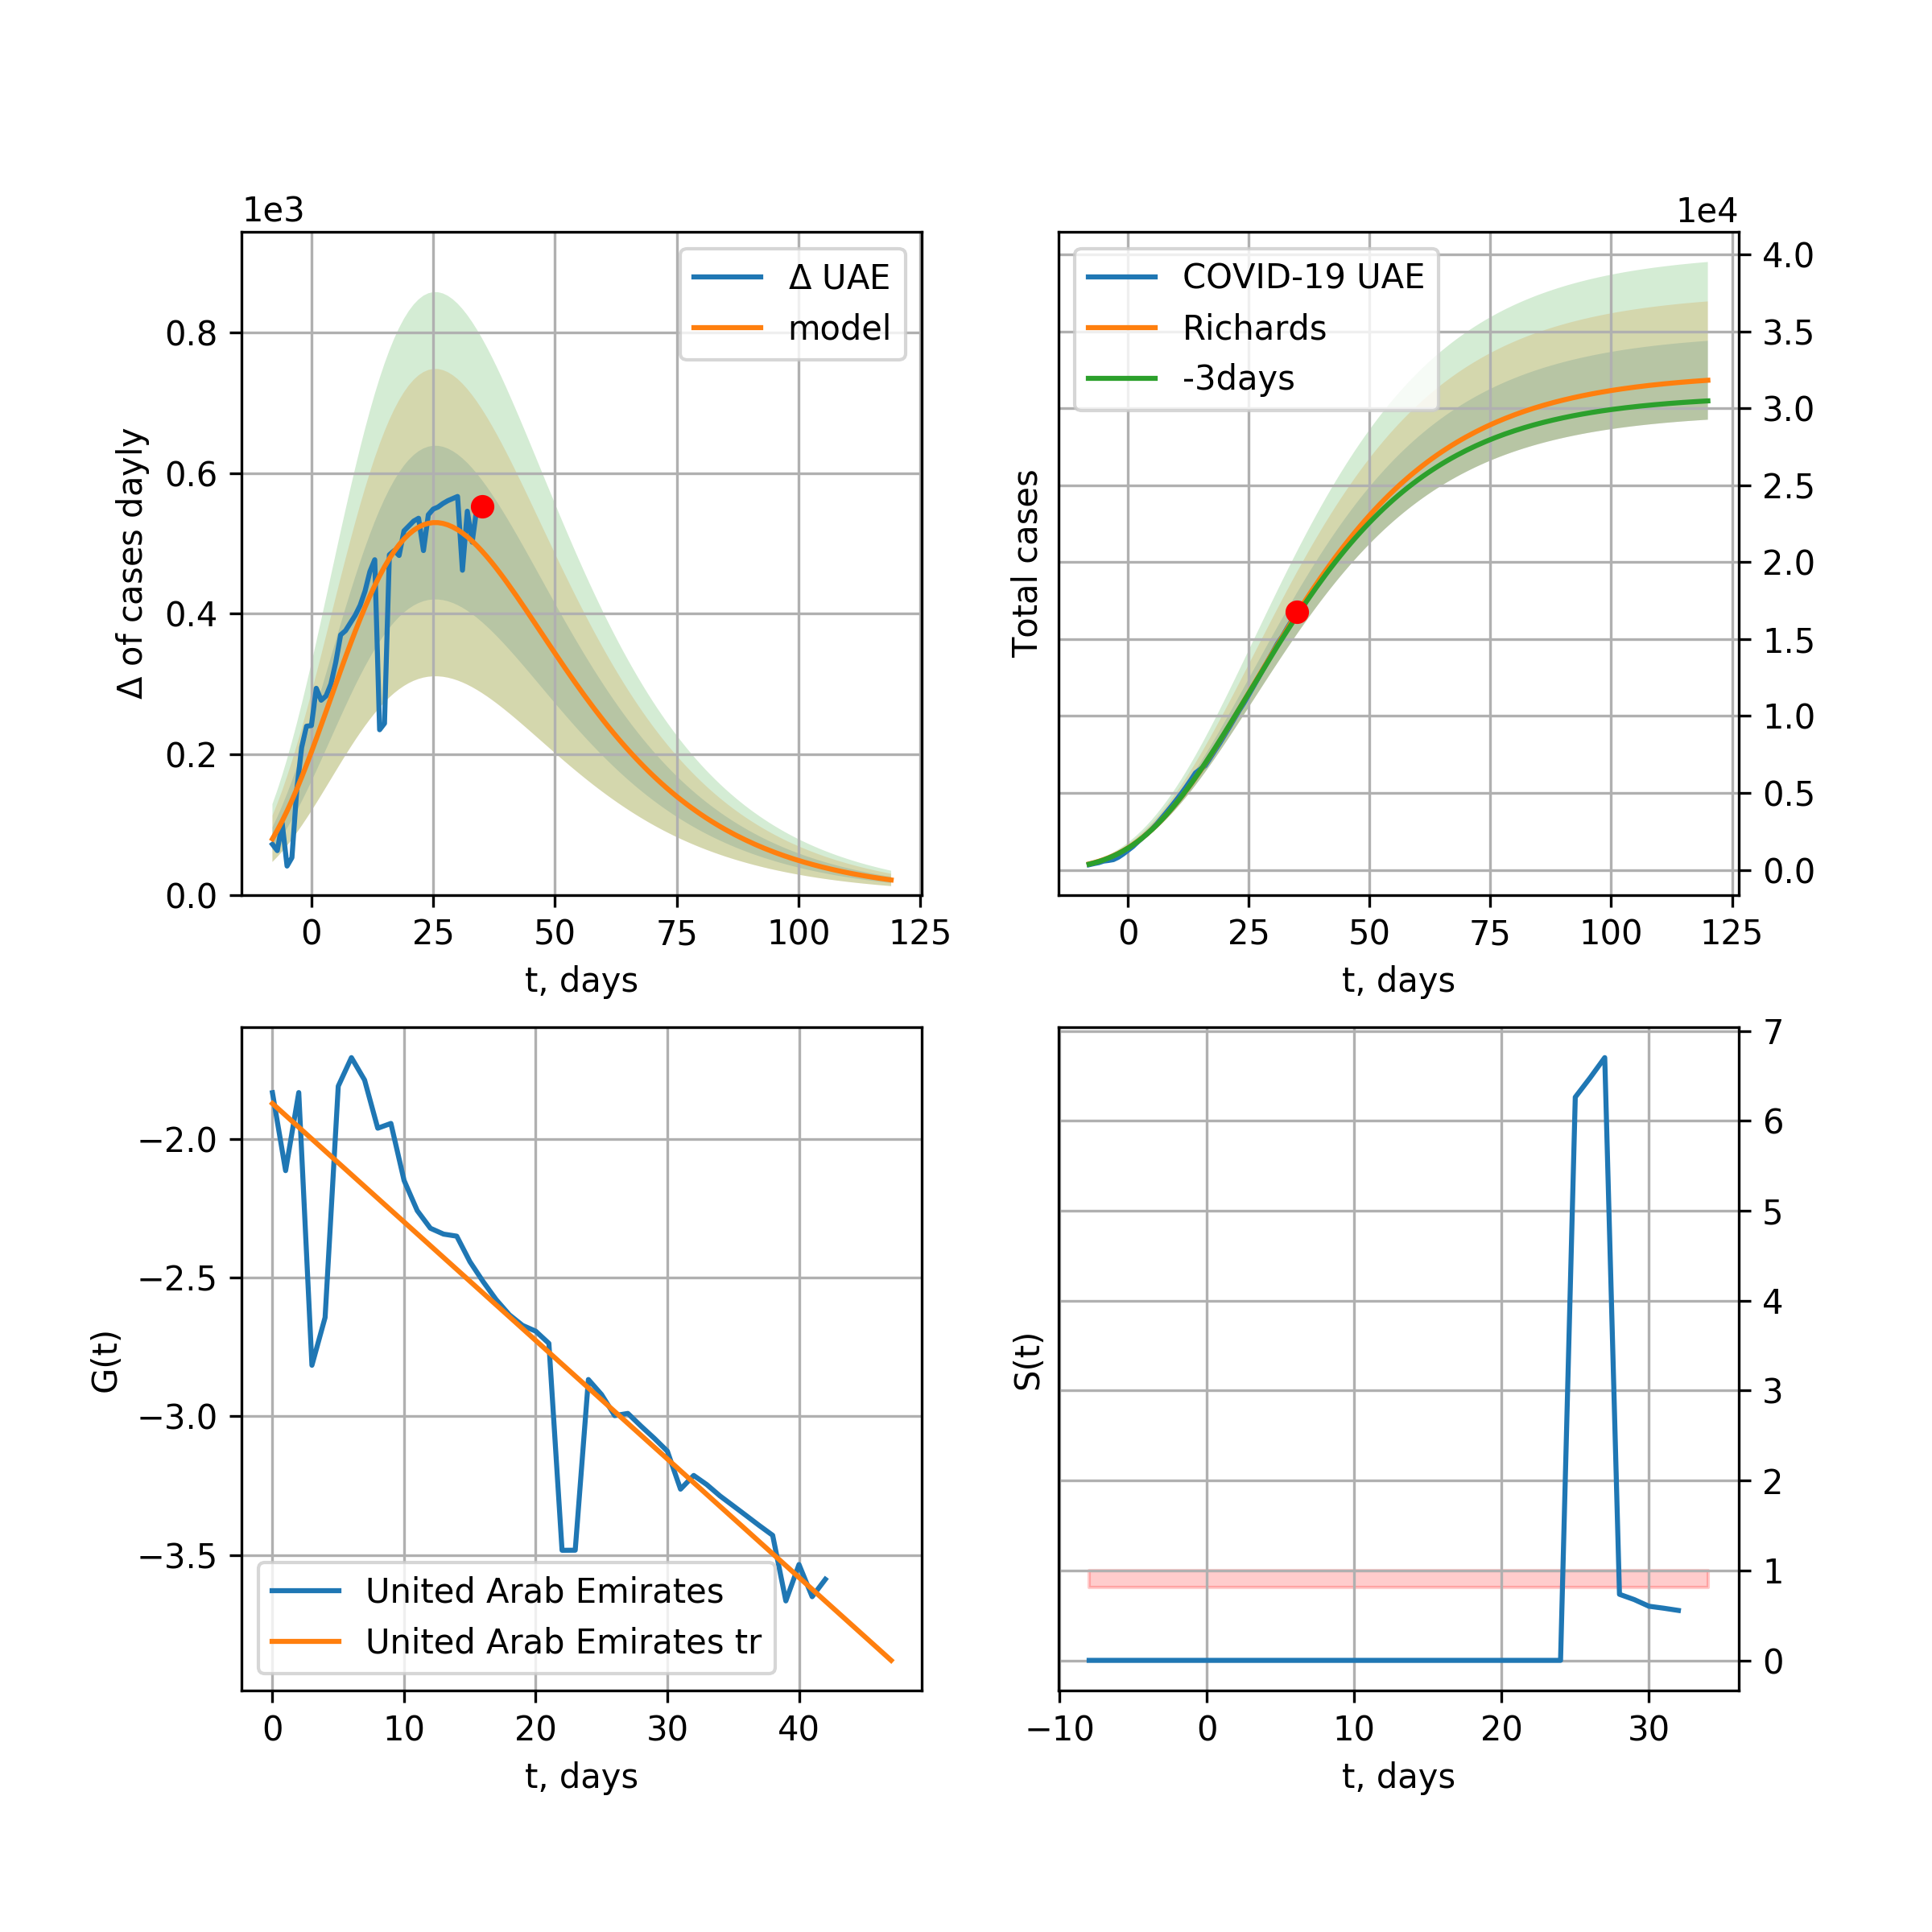 1e3
Δ of cases dayly
0.8
0.6
0.4
0.2
0.0
Δ UAE
model
0 25 50 75 100 125
t, days
1e4
Total cases
COVID-19 UAE
Richards
-3days
4.0
3.5
3.0
2.5
2.0
1.5
1.0
0.5
0.0
0 25 50 75 100 125
t, days
G(t)
−2.0
−2.5
−3.0
−3.5
United Arab Emirates
United Arab Emirates tr
0 10 20 30 40
t, days
S(t)
7
6
5
4
3
2
1
0
−10 0 10 20 30
t, days